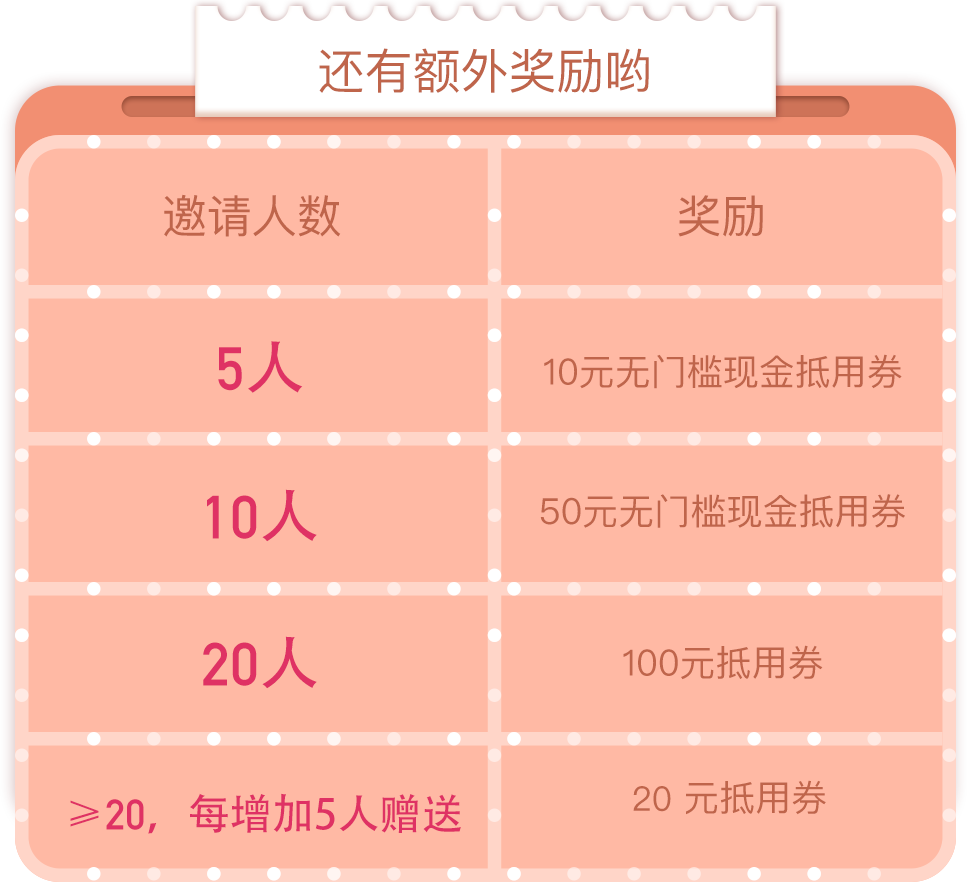 还有额外奖励哟
邀请人数 奖励
5人 10元无门槛现金抵用券
10人 50元无门槛现金抵用券
20人 100元抵用券
≥20，每增加5人赠送 20 元抵用券